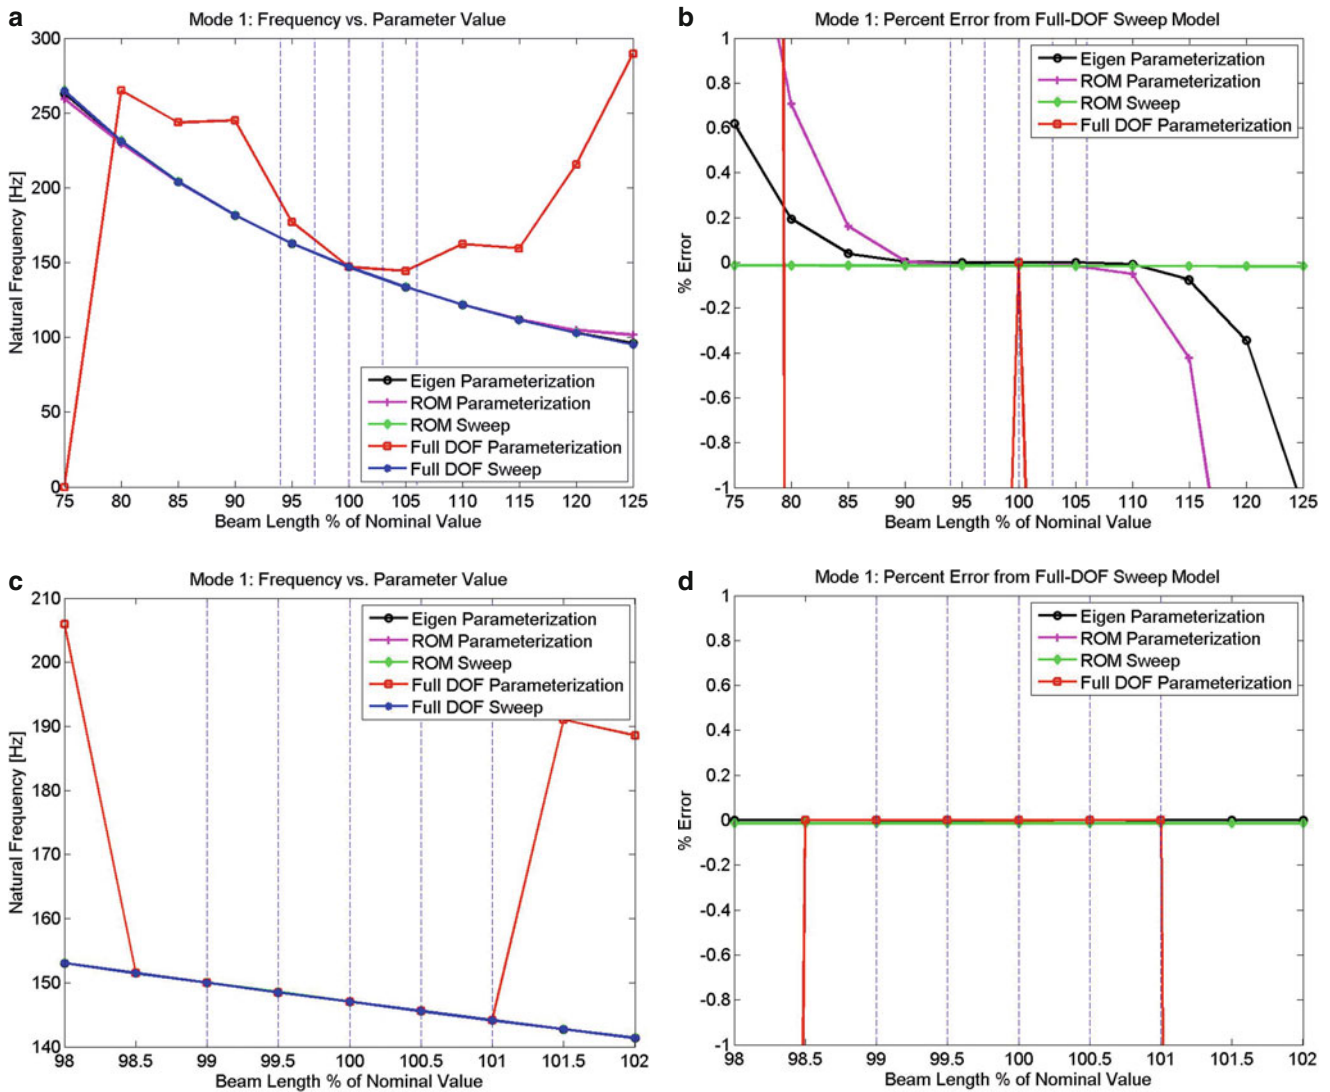 a
Mode 1: Frequency vs. Parameter Value
300
250
200
150
100
50
0
Natural Frequency [Hz]
Eigen Parameterization
ROM Parameterization
ROM Sweep
Full DOF Parameterization
Full DOF Sweep
75 80 85 90 95 100 105 110 115 120 125
Beam Length % of Nominal Value
b
Mode 1: Percent Error from Full-DOF Sweep Model
1
0.8
0.6
0.4
0.2
0
-0.2
-0.4
-0.6
-0.8
-1
% Error
Eigen Parameterization
ROM Parameterization
ROM Sweep
Full DOF Parameterization
75 80 85 90 95 100 105 110 115 120 125
Beam Length % of Nominal Value
c
Mode 1: Frequency vs. Parameter Value
210
200
190
180
170
160
150
140
Natural Frequency [Hz]
Eigen Parameterization
ROM Parameterization
ROM Sweep
Full DOF Parameterization
Full DOF Sweep
98 98.5 99 99.5 100 100.5 101 101.5 102
Beam Length % of Nominal Value
d
Mode 1: Percent Error from Full-DOF Sweep Model
1
0.8
0.6
0.4
0.2
0
-0.2
-0.4
-0.6
-0.8
-1
% Error
Eigen Parameterization
ROM Parameterization
ROM Sweep
Full DOF Parameterization
98 98.5 99 99.5 100 100.5 101 101.5 102
Beam Length % of Nominal Value